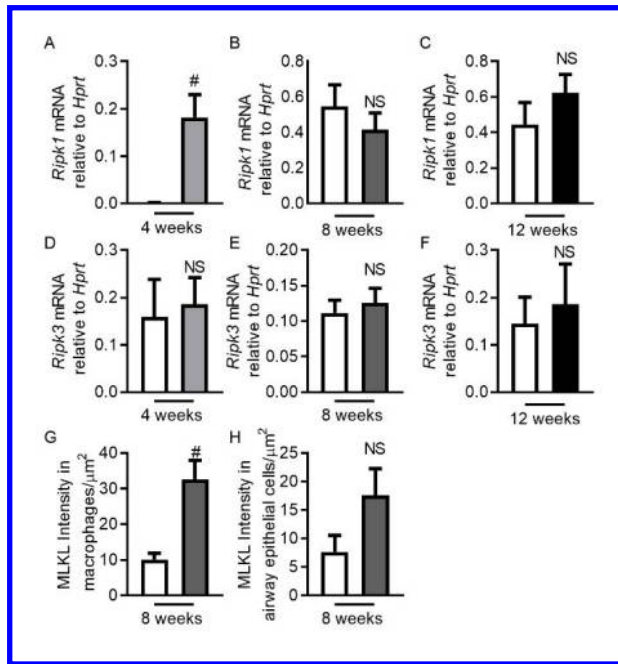 A
Ripk1 mRNA
relative to Hprt
0.3
0.2
0.1
0.0
#
4 weeks
B
Ripk1 mRNA
relative to Hprt
0.8
0.6
0.4
0.2
0.0
NS
8 weeks
C
Ripk1 mRNA
relative to Hprt
0.8
0.6
0.4
0.2
0.0
NS
12 weeks
D
Ripk3 mRNA
relative to Hprt
0.3
0.2
0.1
0.0
NS
4 weeks
E
Ripk3 mRNA
relative to Hprt
0.20
0.15
0.10
0.05
0.00
NS
8 weeks
F
Ripk3 mRNA
relative to Hprt
0.3
0.2
0.1
0.0
NS
12 weeks
G
MLKL Intensity in
macrophages/μm²
40
30
20
10
0
#
8 weeks
H
MLKL Intensity in
airway epithelial cells/μm²
25
20
15
10
5
0
NS
8 weeks